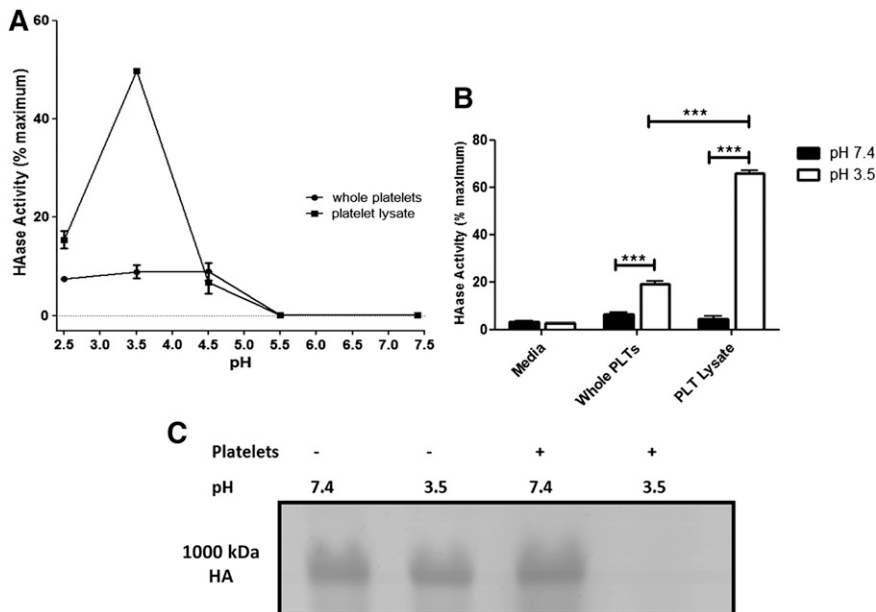 A
HAase Activity (% maximum)
60
40
20
0
2.5 3.0 3.5 4.0 4.5 5.0 5.5 6.0 6.5 7.0 7.5
pH
whole platelets
platelet lysate
B
HAase Activity (% maximum)
80
60
40
20
0
***
***
***
Media
Whole PLTs
PLT Lysate
pH 7.4
pH 3.5
C
Platelets - - + +
pH 7.4 3.5 7.4 3.5
1000 kDa
HA